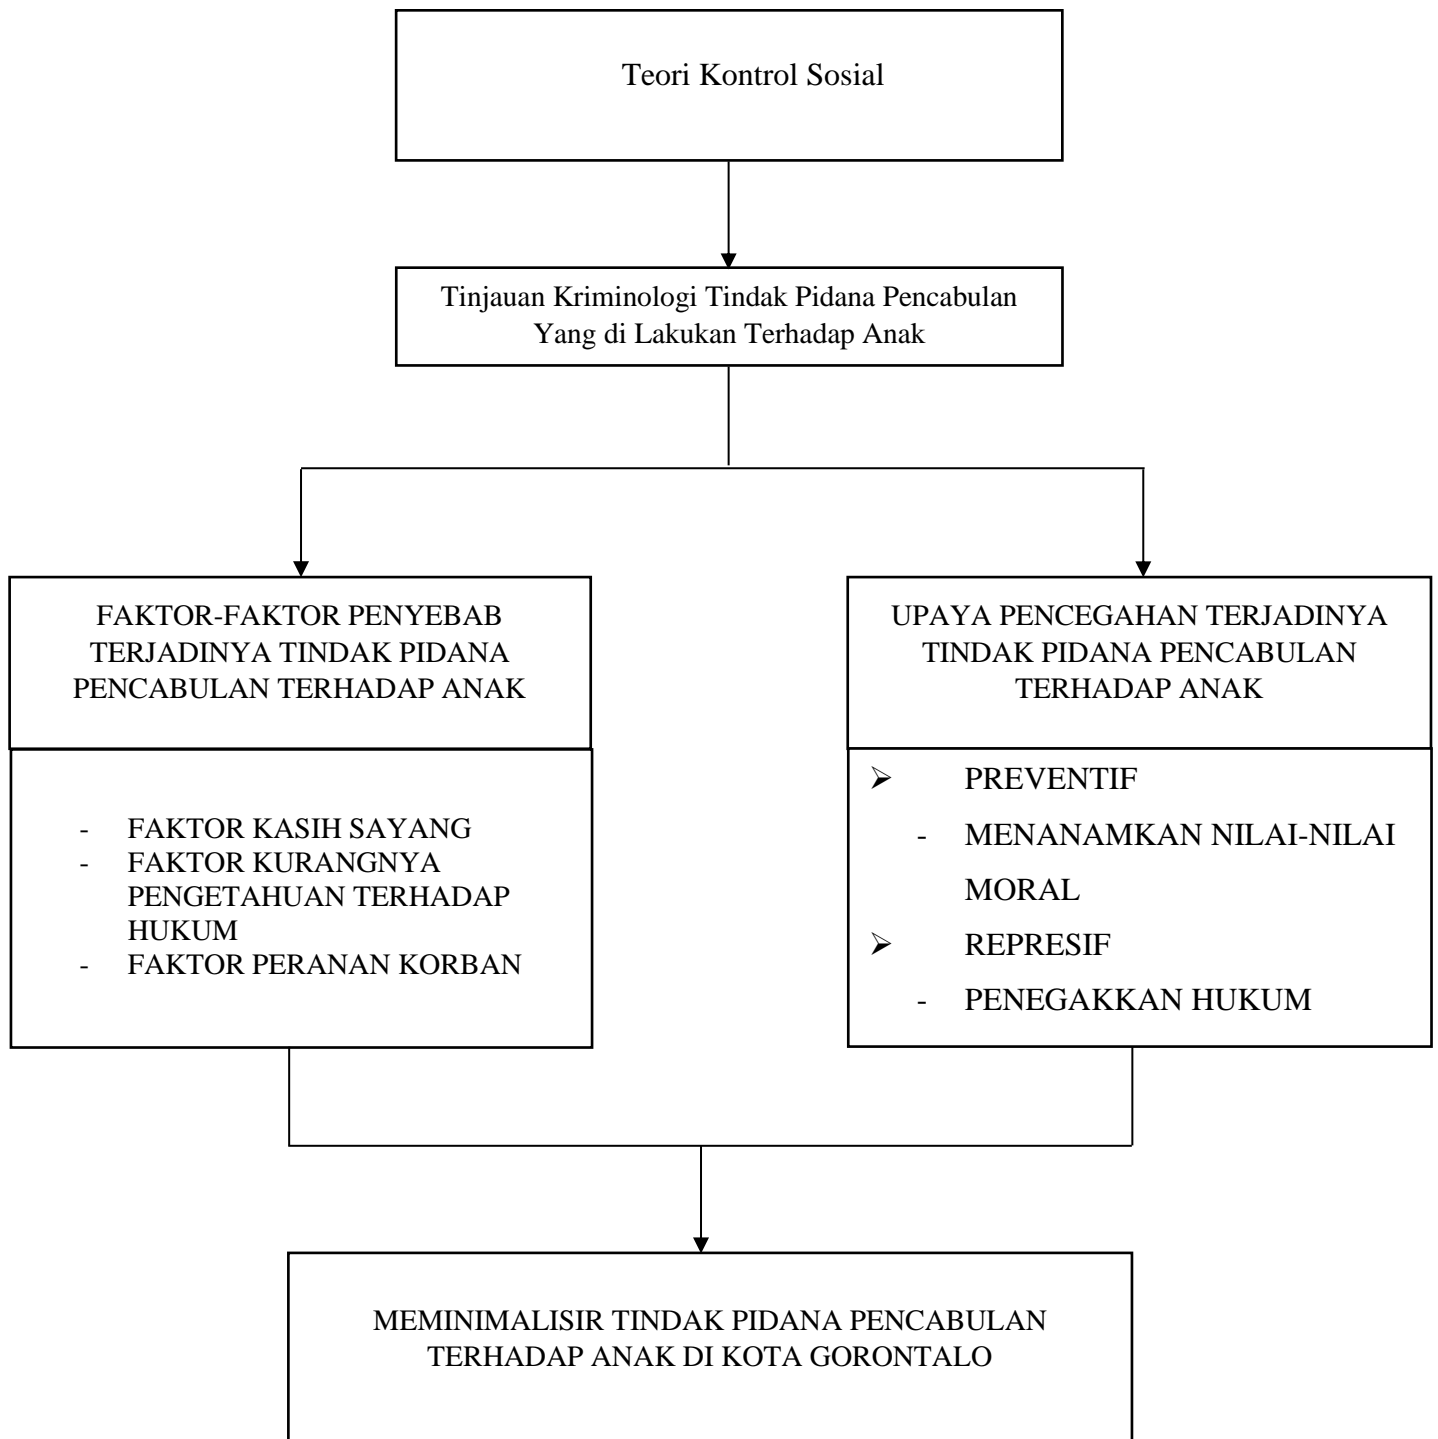 Teori Kontrol Sosial
Tinjauan Kriminologi Tindak Pidana Pencabulan
Yang di Lakukan Terhadap Anak
FAKTOR-FAKTOR PENYEBAB
TERJADINYA TINDAK PIDANA
PENCABULAN TERHADAP ANAK
- FAKTOR KASIH SAYANG
- FAKTOR KURANGNYA
PENGETAHUAN TERHADAP
HUKUM
- FAKTOR PERANAN KORBAN
UPAYA PENCEGAHAN TERJADINYA
TINDAK PIDANA PENCABULAN
TERHADAP ANAK
➢ PREVENTIF
- MENANAMKAN NILAI-NILAI
MORAL
➢ REPRESIF
- PENEGAKKAN HUKUM
MEMINIMALISIR TINDAK PIDANA PENCABULAN
TERHADAP ANAK DI KOTA GORONTALO